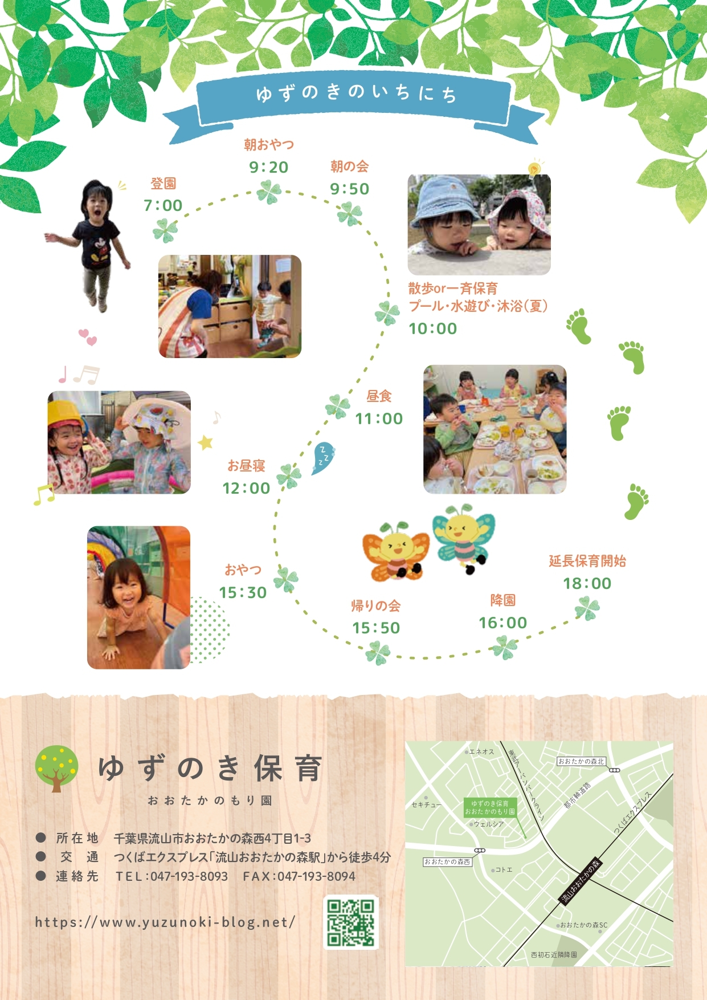 ゆずのきのいちにち
登園
7:00
朝おやつ
9:20
朝の会
9:50
散歩or一斉保育
プール・水遊び・沐浴(夏)
10:00
昼食
11:00
z
z
z
お昼寝
12:00
おやつ
15:30
帰りの会
15:50
降園
16:00
延長保育開始
18:00
ゆずのき保育
おおたかのもり園
● 所在地 千葉県流山市おおたかの森西4丁目1-3
● 交 通 つくばエクスプレス「流山おおたかの森駅」から徒歩4分
● 連絡先 TEL:047-193-8093 FAX:047-193-8094
https://www.yuzunoki-blog.net/
エネオス
東武アーバンパークライン
おおたかの森北
都市軸道路
つくばエクスプレス
セキチュー
ゆずのき保育
おおたかのもり園
ウェルシア
おおたかの森西
コトエ
流山おおたかの森
おおたかの森SC
西初石近隣降園